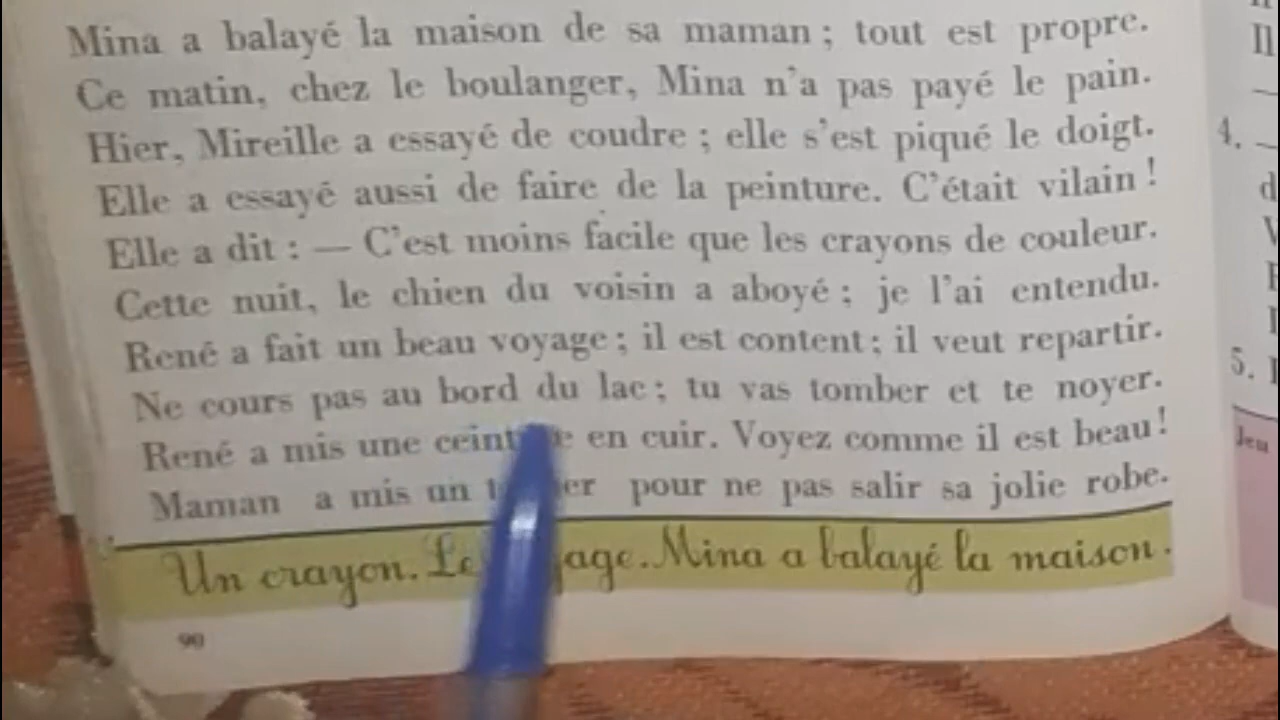 Mina a balayé la maison de sa maman ; tout est propre.
Ce matin, chez le boulanger, Mina n'a pas payé le pain.
Hier, Mireille a essayé de coudre ; elle s'est piqué le doigt.
Elle a essayé aussi de faire de la peinture. C'était vilain !
Elle a dit : — C'est moins facile que les crayons de couleur.
Cette nuit, le chien du voisin a aboyé ; je l'ai entendu.
René a fait un beau voyage ; il est content ; il veut repartir.
Ne cours pas au bord du lac ; tu vas tomber et te noyer.
René a mis une en cuir. Voyez comme il est beau !
Maman a mis un pour ne pas salir sa jolie robe.
Un crayon. Mina a balayé la maison.
90
Il
4.
5.
Jeu